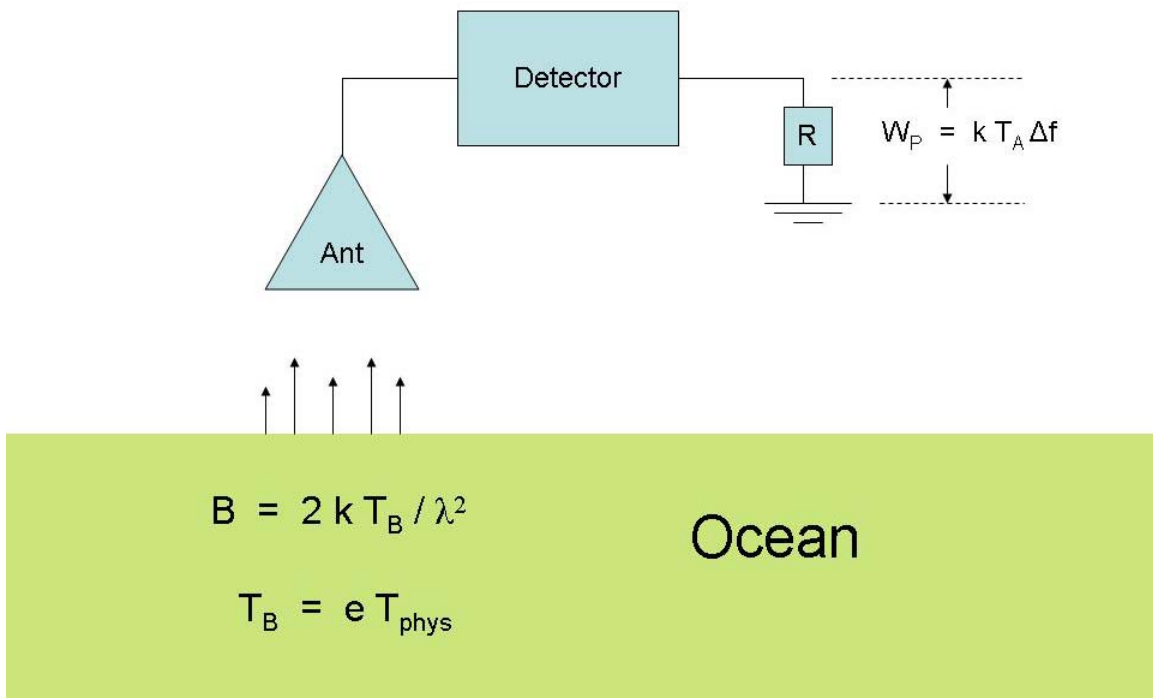 Detector
R
W_P = k T_A Δf
Ant
B = 2 k T_B / λ²
Ocean
T_B = e T_phys